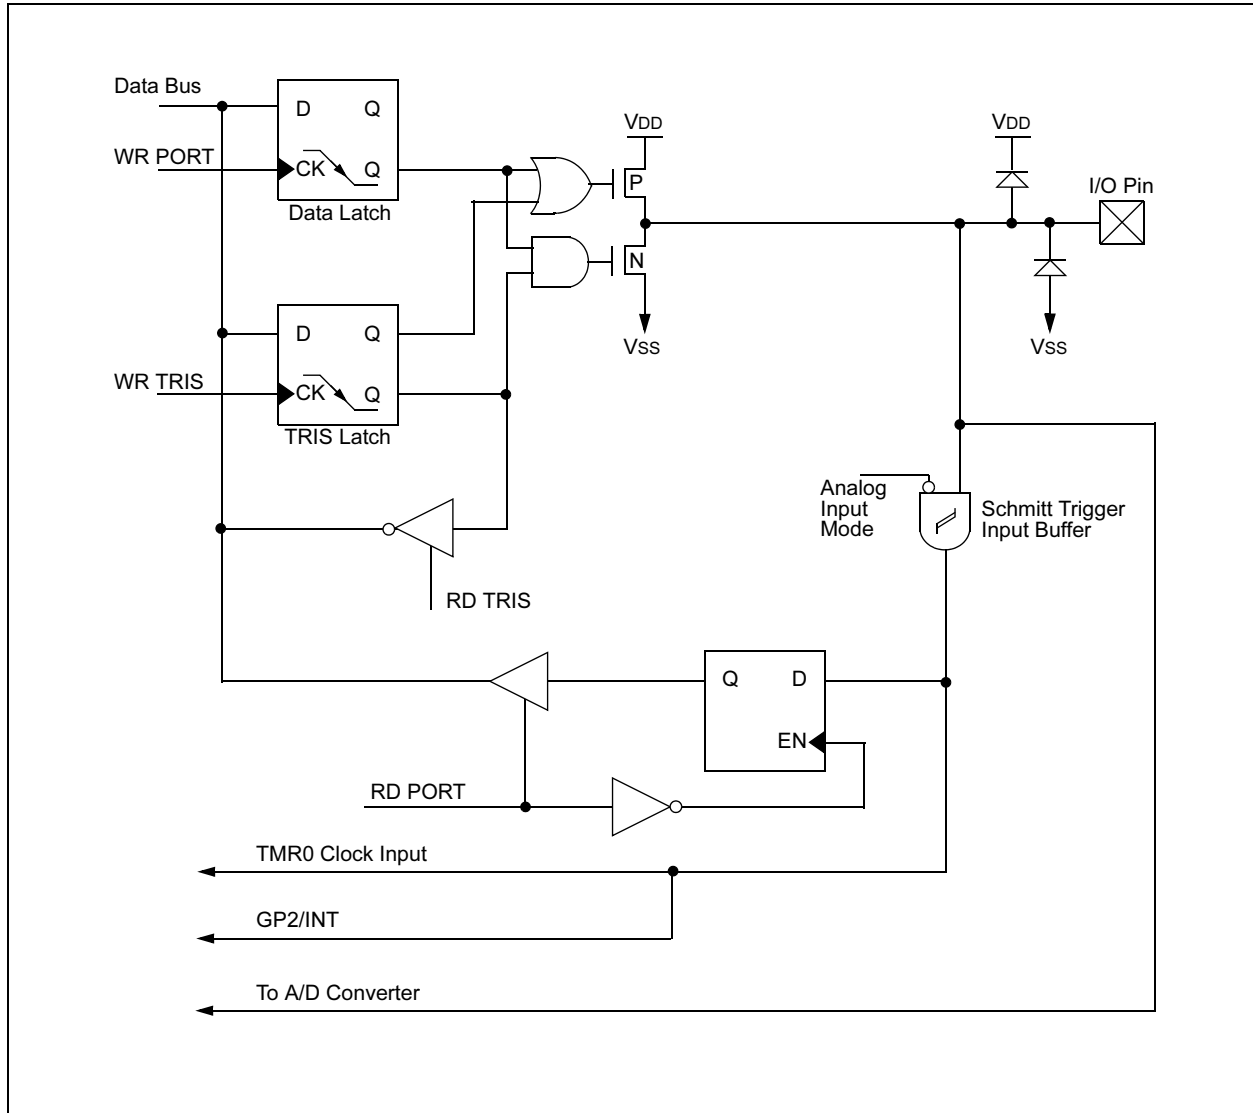 Data Bus
D Q
WR PORT
CK Q
Data Latch
VDD
P
N
VSS
VDD
I/O Pin
VSS
D Q
WR TRIS
CK Q
TRIS Latch
Analog
Input
Mode
Schmitt Trigger
Input Buffer
RD TRIS
Q D
EN
RD PORT
TMR0 Clock Input
GP2/INT
To A/D Converter